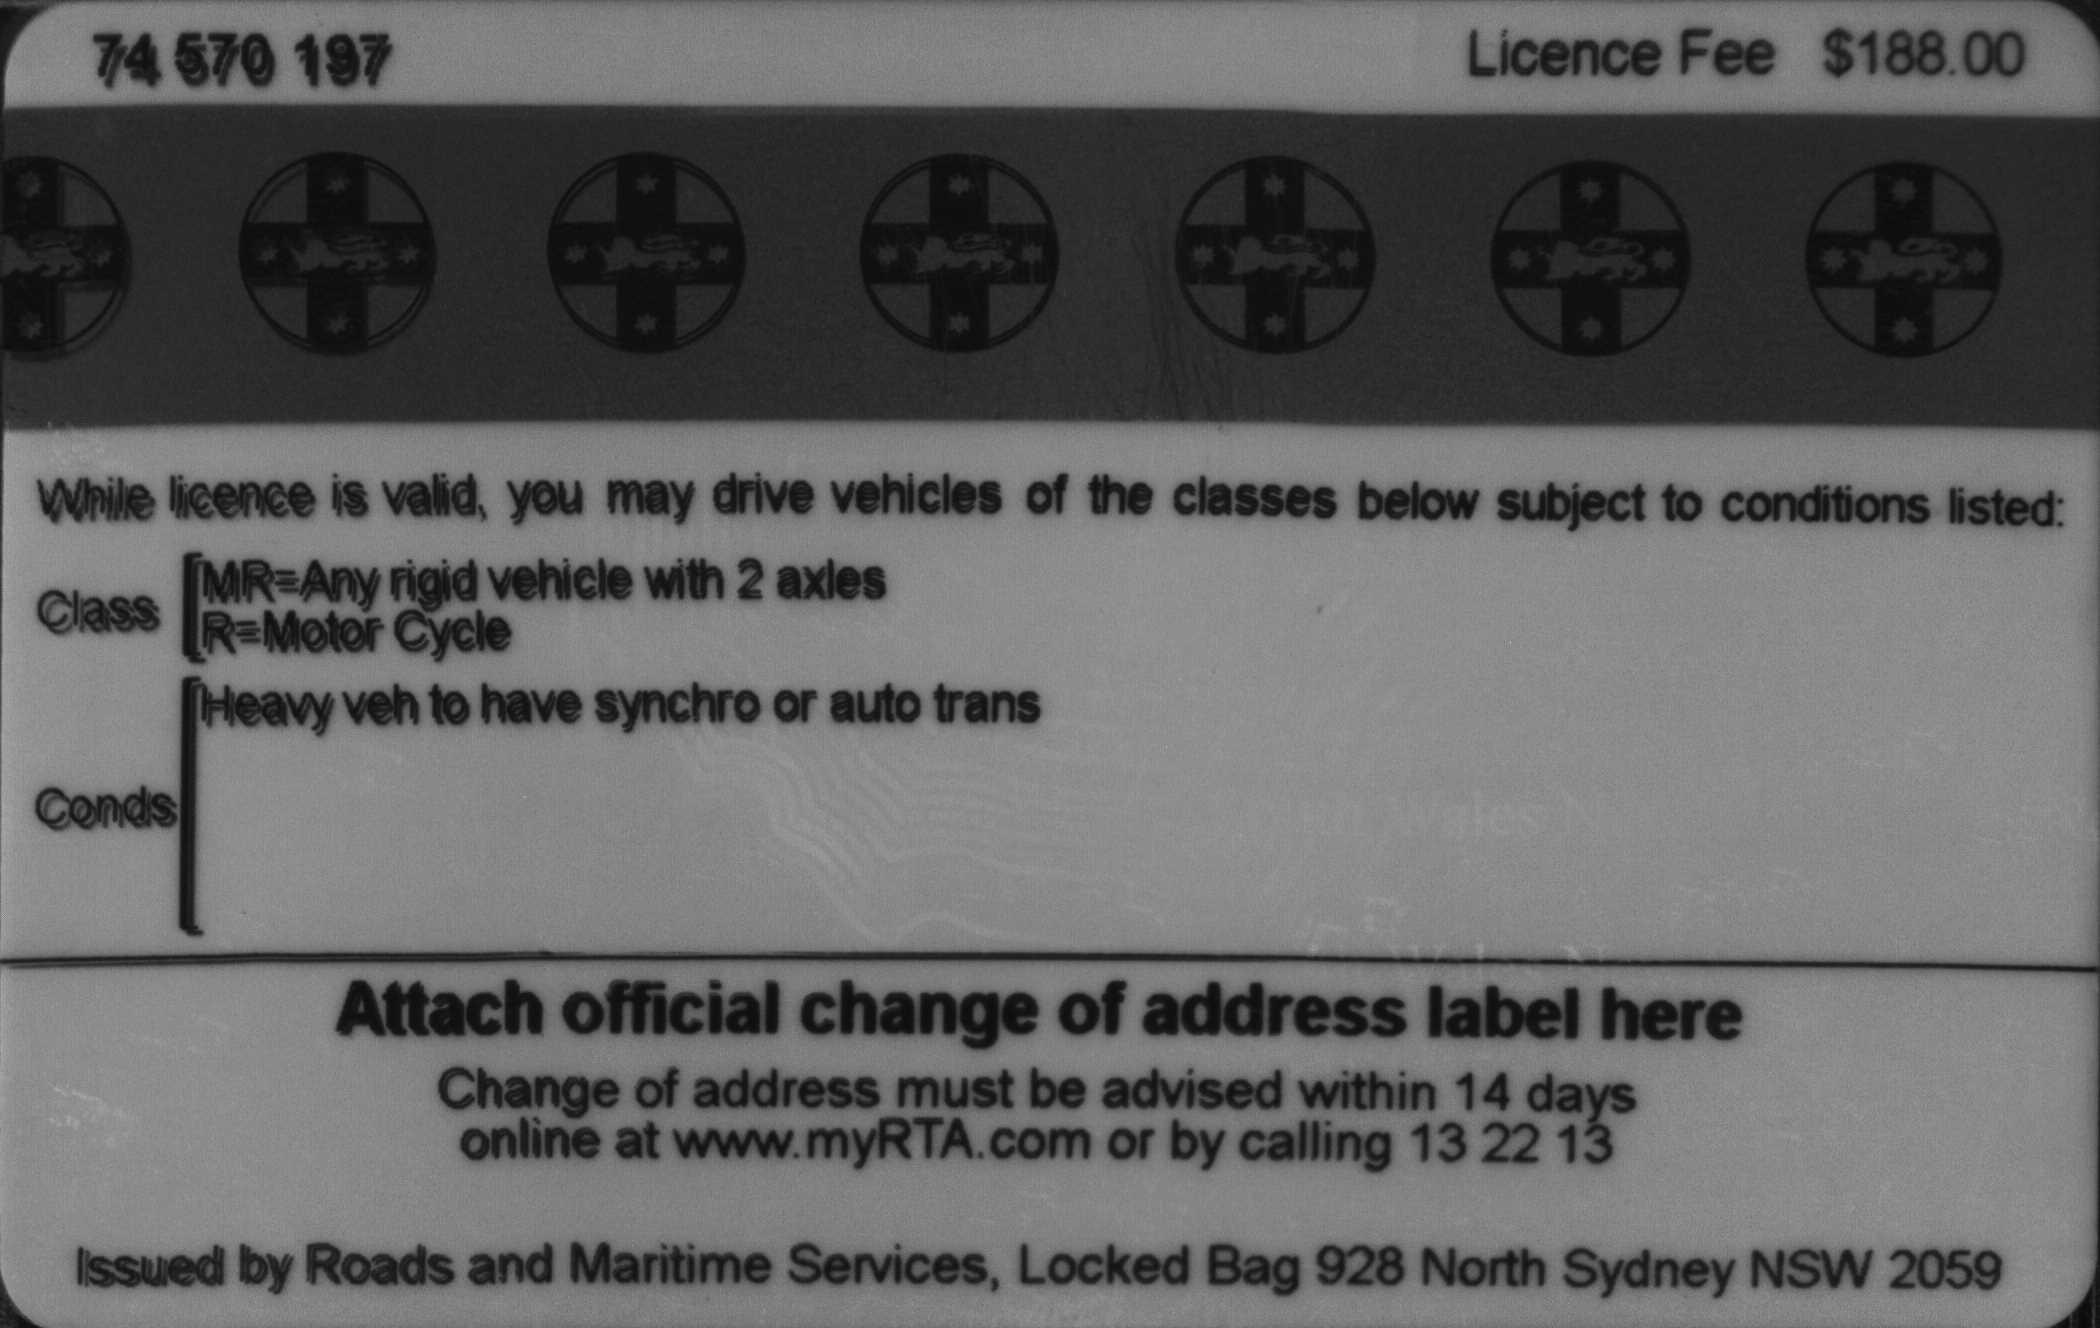 74 570 197
Licence Fee $188.00
While licence is valid, you may drive vehicles of the classes below subject to conditions listed:
Class
MR=Any rigid vehicle with 2 axles
R=Motor Cycle
Heavy veh to have synchro or auto trans
Conds
Wales
Attach official change of address label here
Change of address must be advised within 14 days
online at www.myRTA.com or by calling 13 22 13
Issued by Roads and Maritime Services, Locked Bag 928 North Sydney NSW 2059